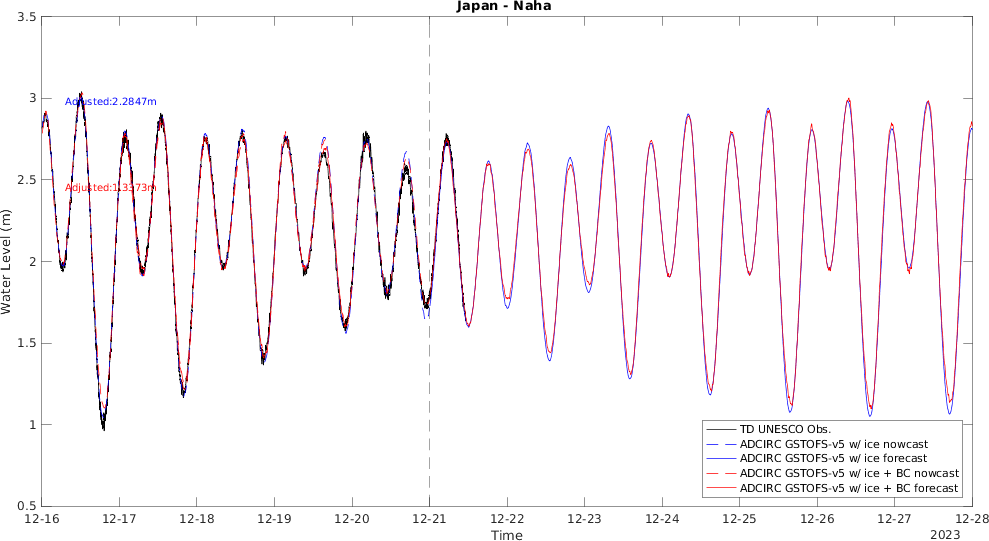 Japan - Naha
3.5
3
2.5
2
1.5
1
0.5
Water Level (m)
Adjusted:2.2847m
Adjusted:1.3373m
TD UNESCO Obs.
ADCIRC GSTOFS-v5 w/ ice nowcast
ADCIRC GSTOFS-v5 w/ ice forecast
ADCIRC GSTOFS-v5 w/ ice + BC nowcast
ADCIRC GSTOFS-v5 w/ ice + BC forecast
12-16 12-17 12-18 12-19 12-20 12-21 12-22 12-23 12-24 12-25 12-26 12-27 12-28
Time
2023